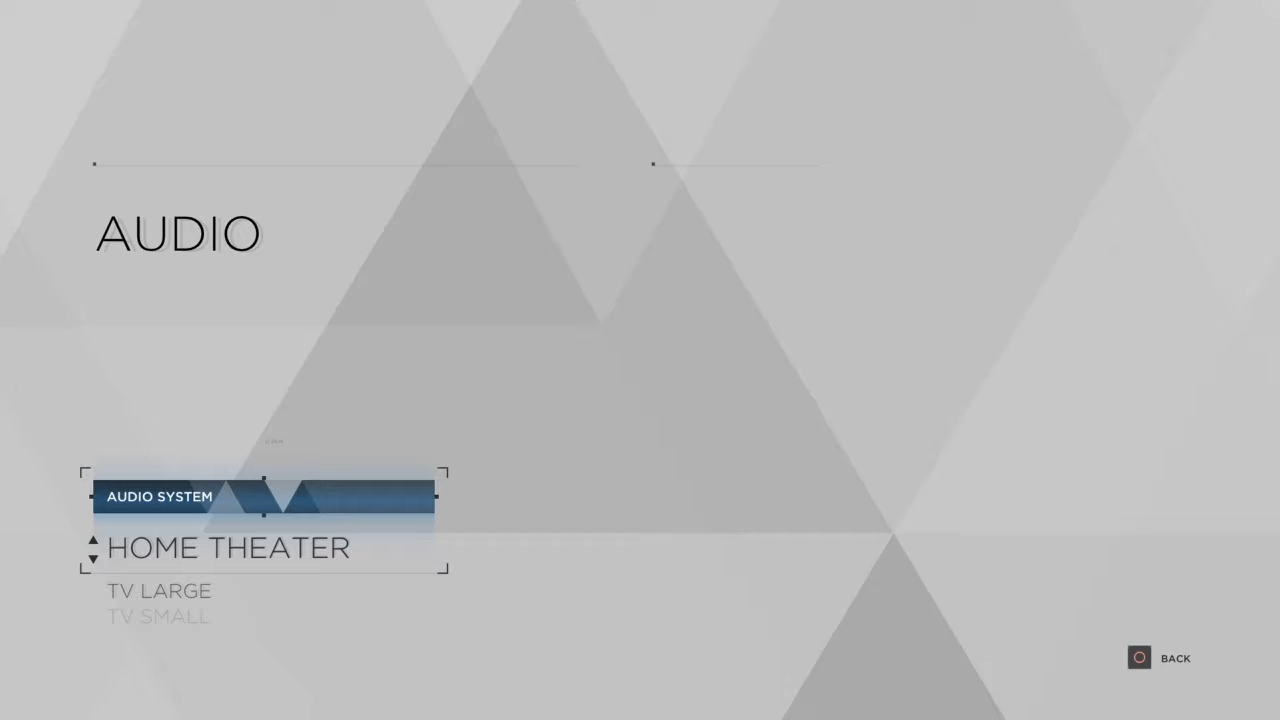 AUDIO
AUDIO SYSTEM
HOME THEATER
TV LARGE
TV SMALL
BACK